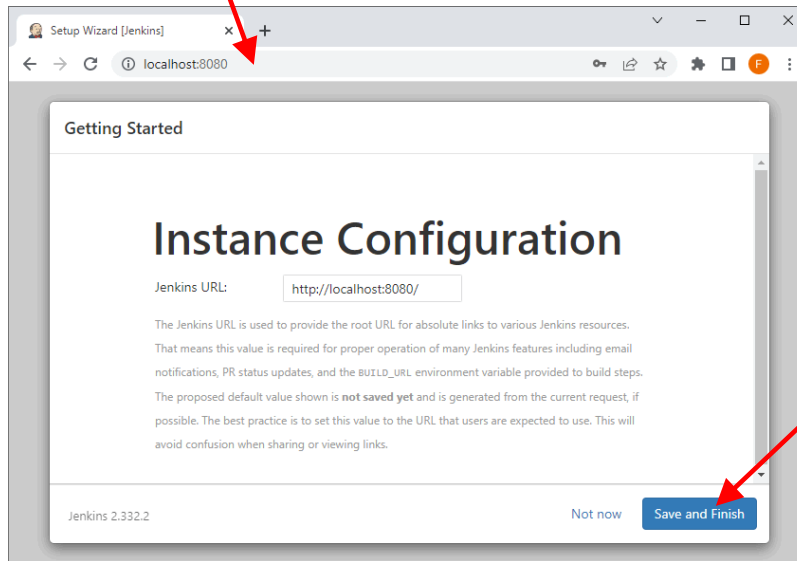 Setup Wizard [Jenkins]
localhost:8080
F
Getting Started
Instance Configuration
Jenkins URL:
http://localhost:8080/
The Jenkins URL is used to provide the root URL for absolute links to various Jenkins resources.
That means this value is required for proper operation of many Jenkins features including email
notifications, PR status updates, and the BUILD_URL environment variable provided to build steps.
The proposed default value shown is not saved yet and is generated from the current request, if
possible. The best practice is to set this value to the URL that users are expected to use. This will
avoid confusion when sharing or viewing links.
Jenkins 2.332.2
Not now
Save and Finish